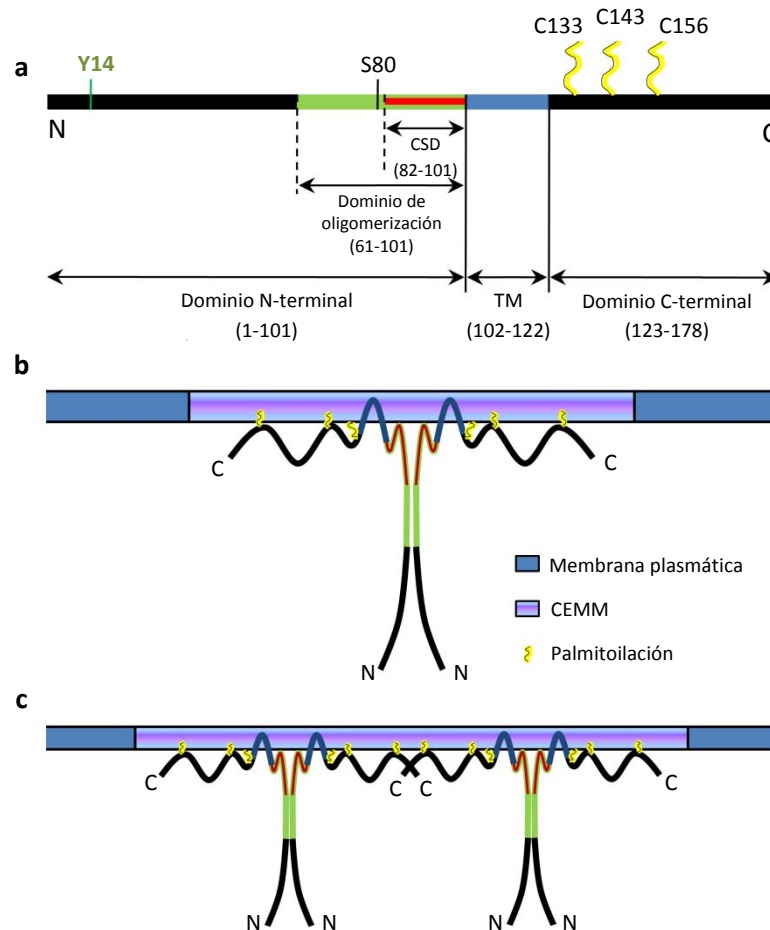 a
Y14
S80
C133
C143
C156
N
C
CSD
(82-101)
Dominio de
oligomerización
(61-101)
Dominio N-terminal
(1-101)
TM
(102-122)
Dominio C-terminal
(123-178)
b
C
C
N
N
Membrana plasmática
CEMM
Palmitoilación
c
C
C
C
C
N
N
N
N